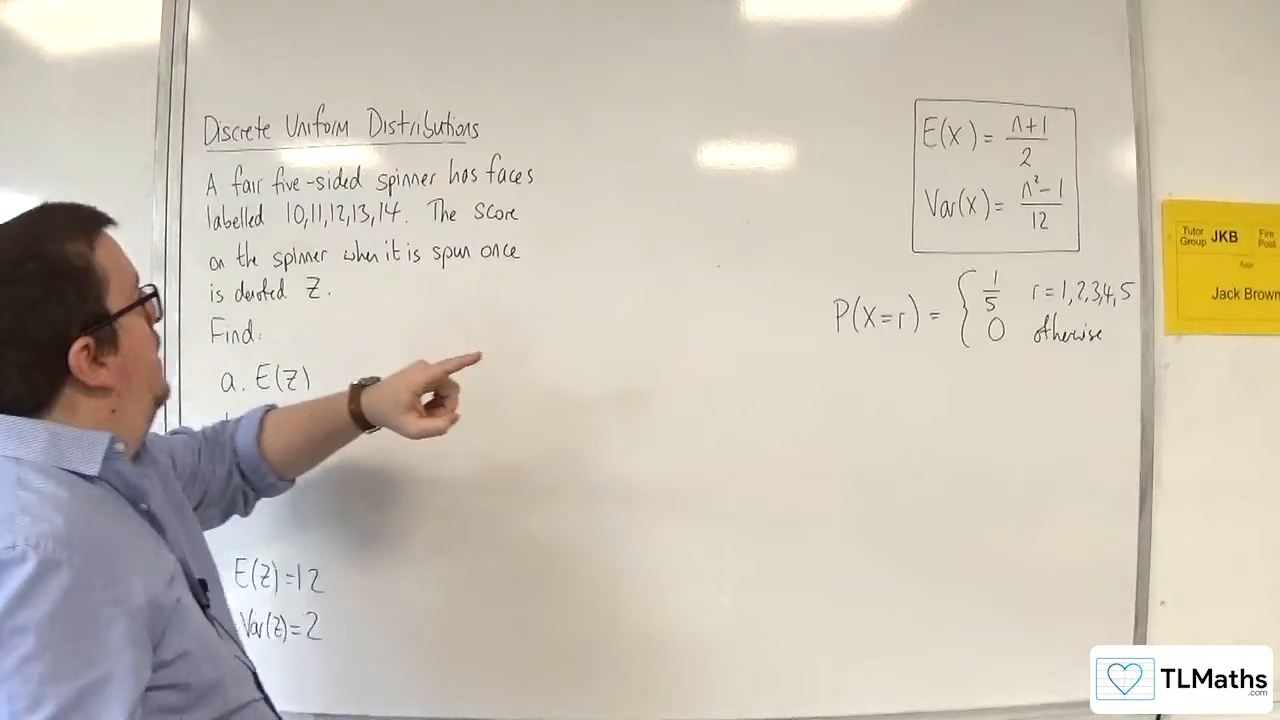 Discrete Uniform Distributions
A fair five-sided spinner has faces
labelled 10,11,12,13,14. The score
on the spinner when it is spun once
is denoted Z.
Find:
a. E(Z)
E(Z)=12
Var(Z)=2
E(X) = n+1
2
Var(X) = n²-1
12
P(X=r) = { 1/5 r=1,2,3,4,5
0 otherwise
Tutor Group JKB Fire
Jack Brown
TLMaths
.com